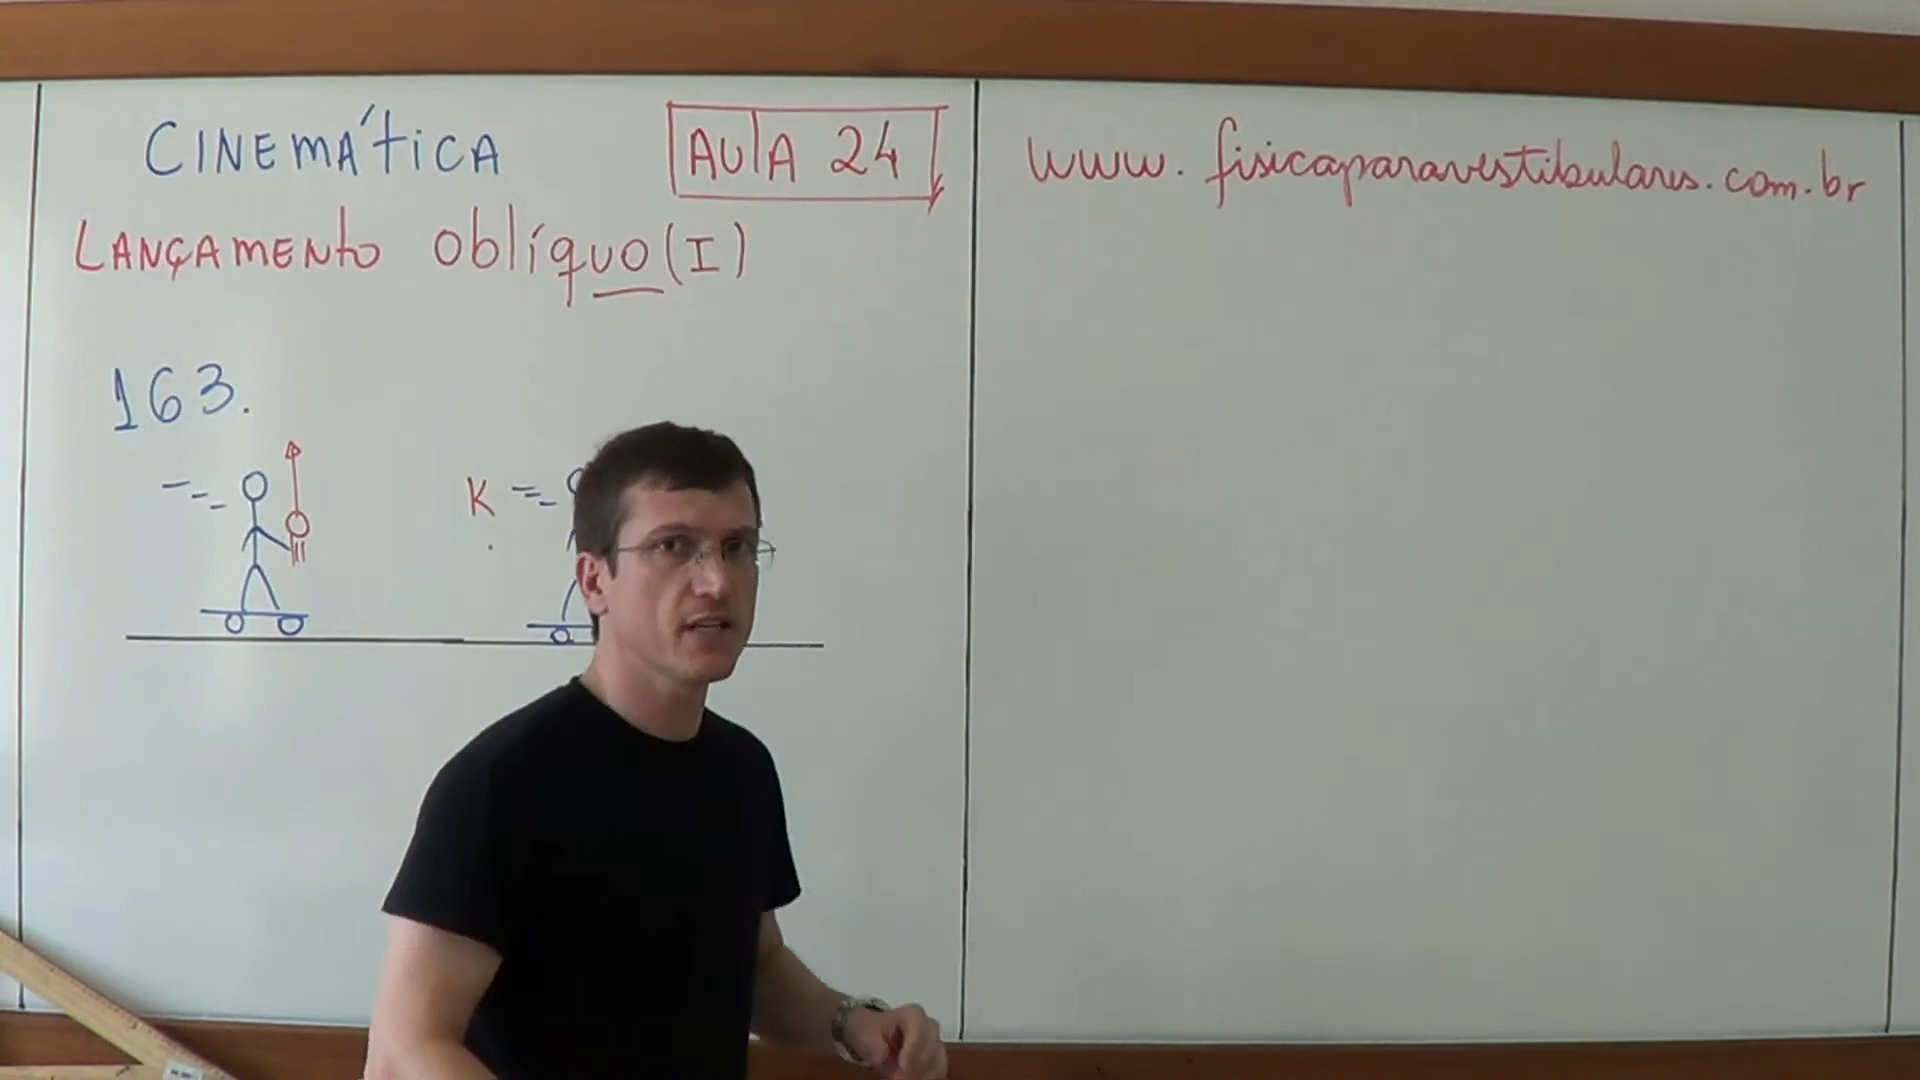 CINEMÁTICA
AULA 24
LANÇAMENTO OBLÍQUO (I)
163.
K
www.fisicaparavestibulares.com.br